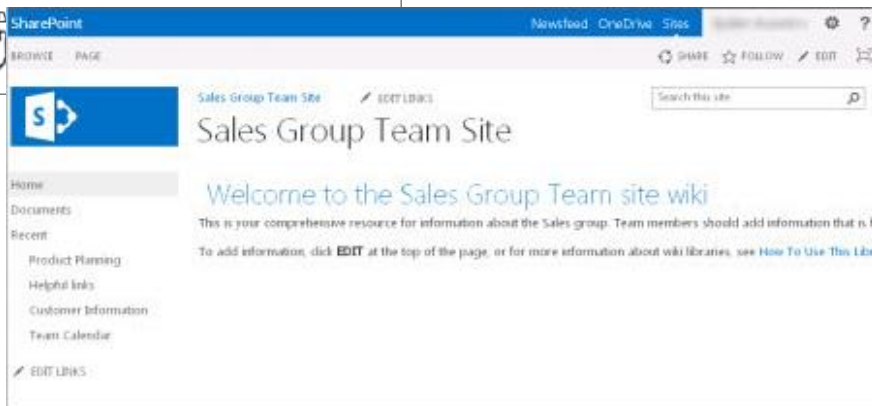 SharePoint
Newsfeed OneDrive Sites
?
BROWSE PAGE
SHARE FOLLOW EDIT
S
Sales Group Team Site EDIT LINKS
Search this site
Sales Group Team Site
Home
Documents
Recent
Product Planning
Helpful links
Customer Information
Team Calendar
EDIT LINKS
Welcome to the Sales Group Team site wiki
This is your comprehensive resource for information about the Sales group. Team members should add information that is
To add information, click EDIT at the top of the page, or for more information about wiki libraries, see How To Use This